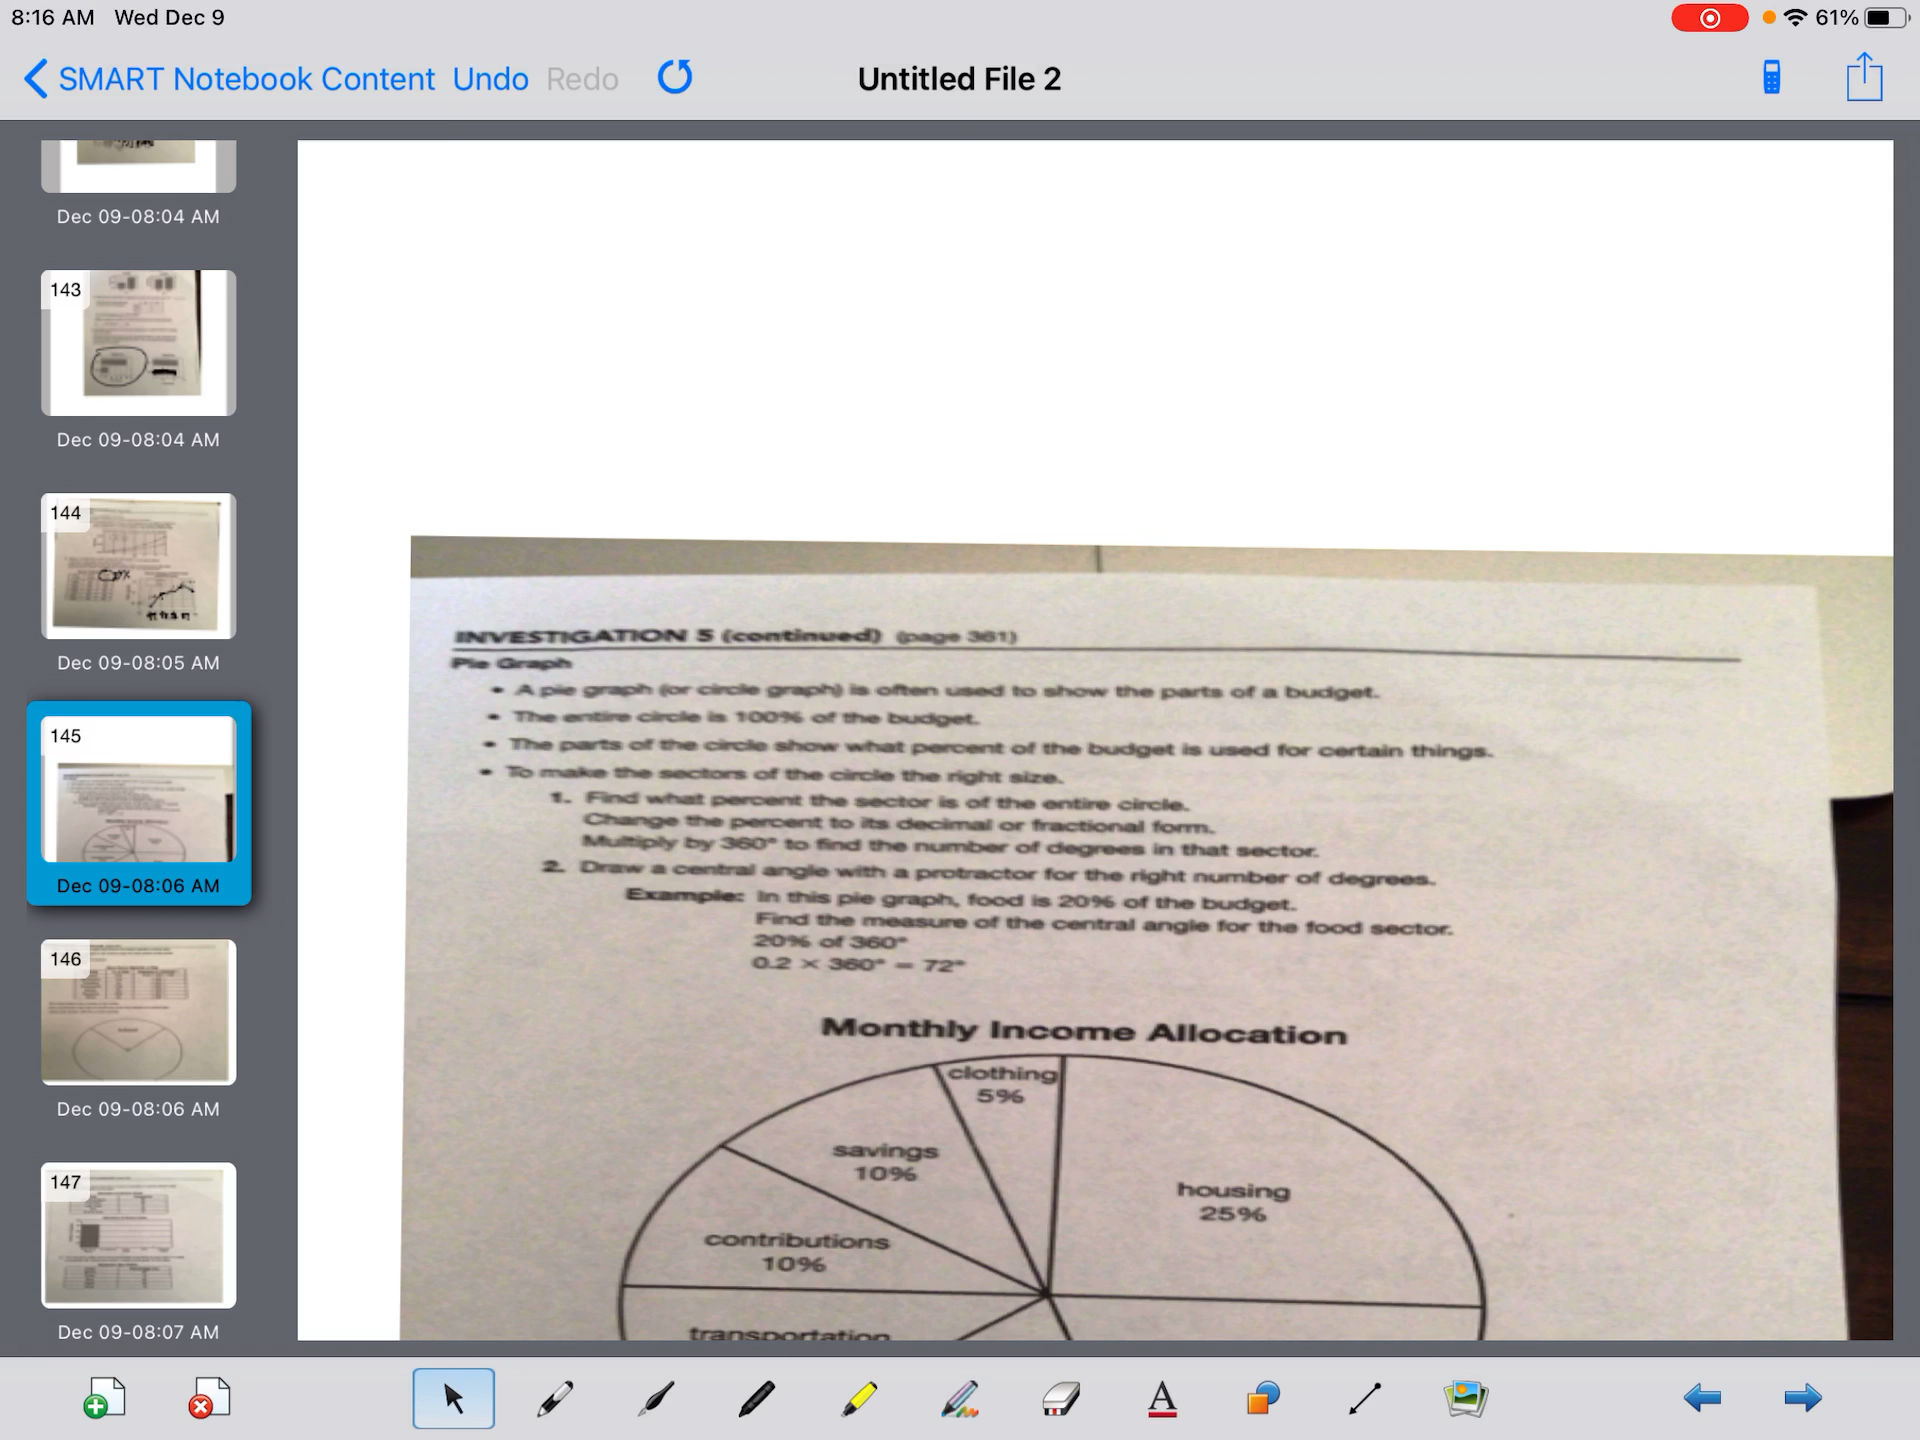 8:16 AM Wed Dec 9
61%
SMART Notebook Content Undo Redo
Untitled File 2
Dec 09-08:04 AM
143
Dec 09-08:04 AM
144
Dec 09-08:05 AM
145
Dec 09-08:06 AM
146
Dec 09-08:06 AM
147
Dec 09-08:07 AM
INVESTIGATION 5 (continued) (page 361)
Pie Graph
• A pie graph (or circle graph) is often used to show the parts of a budget.
• The entire circle is 100% of the budget.
• The parts of the circle show what percent of the budget is used for certain things.
• To make the sectors of the circle the right size.
1. Find what percent the sector is of the entire circle.
Change the percent to its decimal or fractional form.
Multiply by 360° to find the number of degrees in that sector.
2. Draw a central angle with a protractor for the right number of degrees.
Example: In this pie graph, food is 20% of the budget.
Find the measure of the central angle for the food sector.
20% of 360°
0.2 × 360° = 72°
Monthly Income Allocation
clothing
5%
savings
10%
housing
25%
contributions
10%
transportation
A